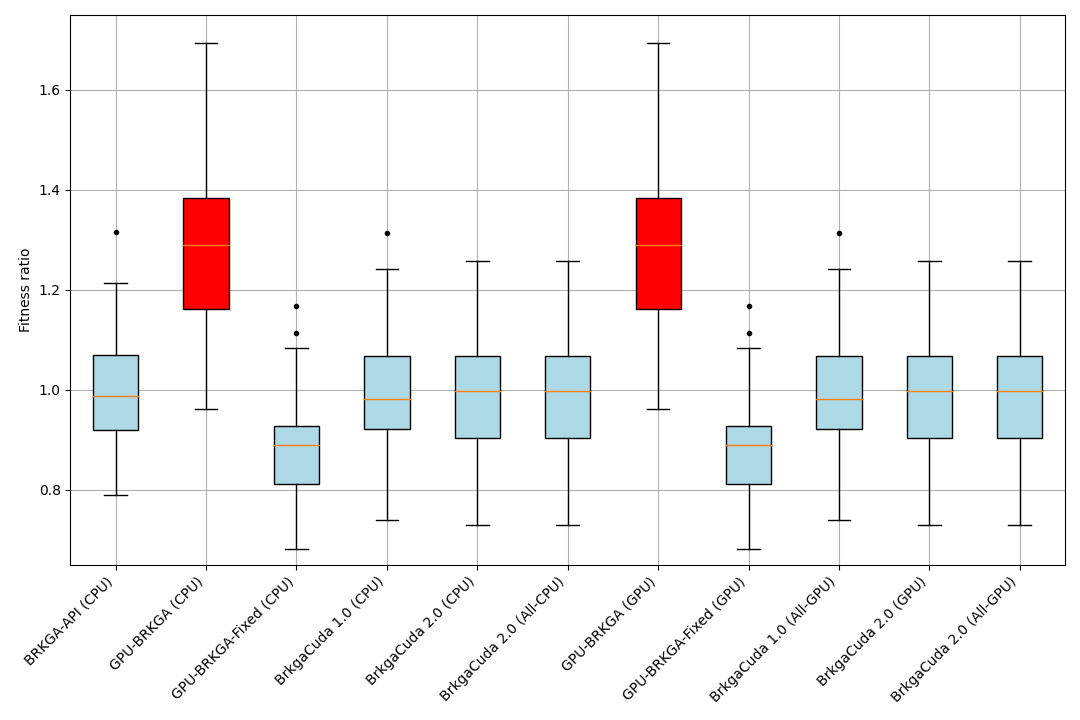 Fitness ratio
1.6
1.4
1.2
1.0
0.8
BRKGA-API (CPU)
GPU-BRKGA (CPU)
GPU-BRKGA-Fixed (CPU)
BrkgaCuda 1.0 (CPU)
BrkgaCuda 2.0 (CPU)
BrkgaCuda 2.0 (All-CPU)
GPU-BRKGA (GPU)
GPU-BRKGA-Fixed (GPU)
BrkgaCuda 1.0 (All-GPU)
BrkgaCuda 2.0 (GPU)
BrkgaCuda 2.0 (All-GPU)